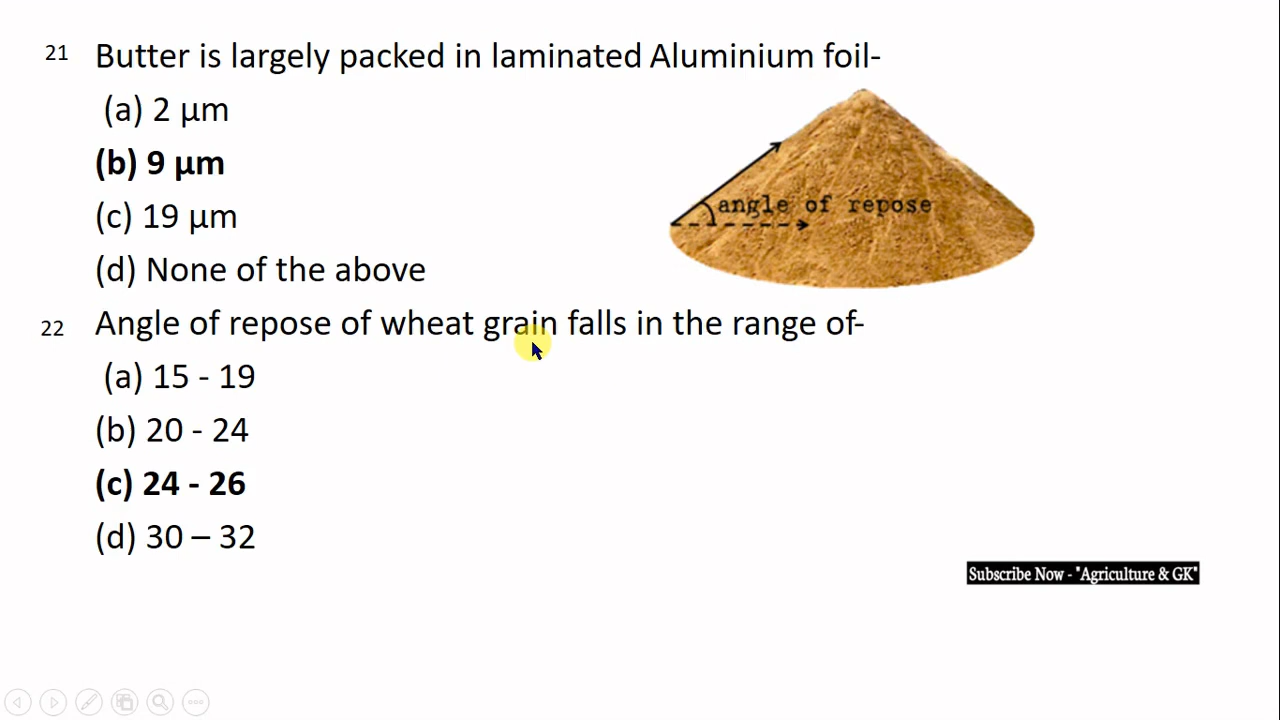 21 Butter is largely packed in laminated Aluminium foil-
(a) 2 µm
(b) 9 µm
(c) 19 µm
(d) None of the above
angle of repose
22 Angle of repose of wheat grain falls in the range of-
(a) 15 - 19
(b) 20 - 24
(c) 24 - 26
(d) 30 – 32
Subscribe Now - "Agriculture & GK"